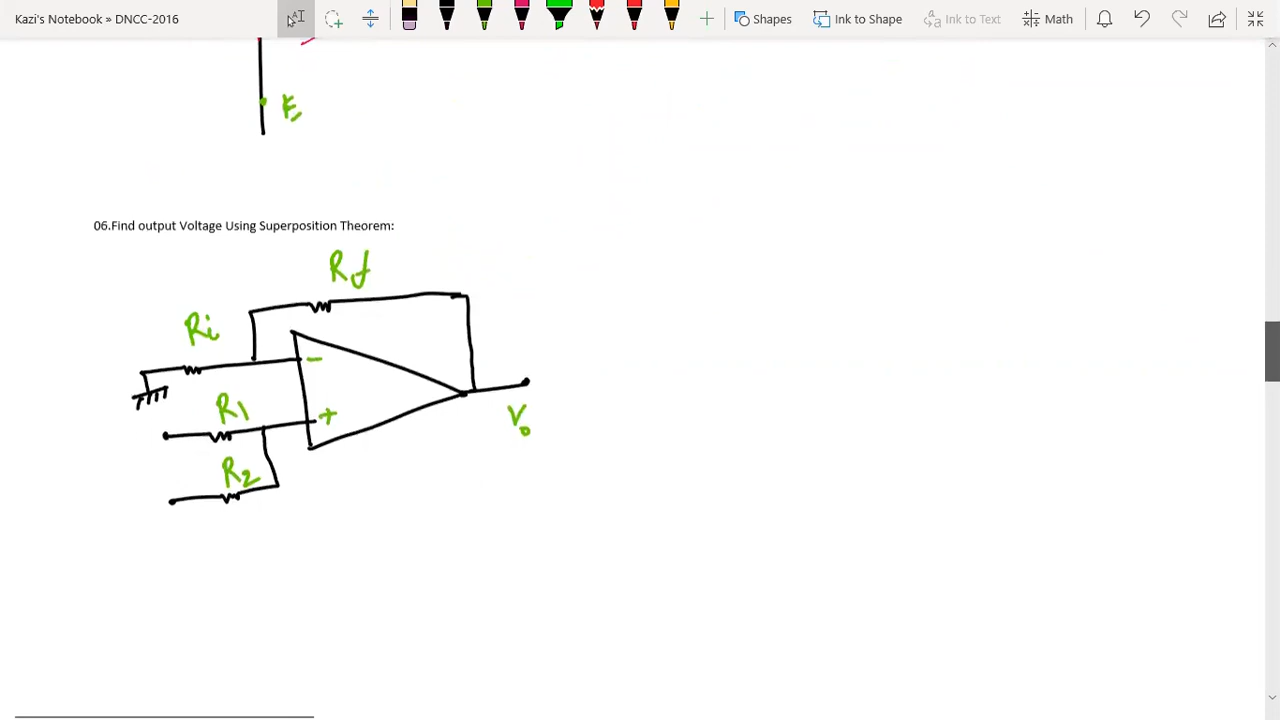 Kazi's Notebook » DNCC-2016
Shapes
Ink to Shape
Ink to Text
Math
E
06.Find output Voltage Using Superposition Theorem:
Rf
Ri
-
R1
+
Vo
R2